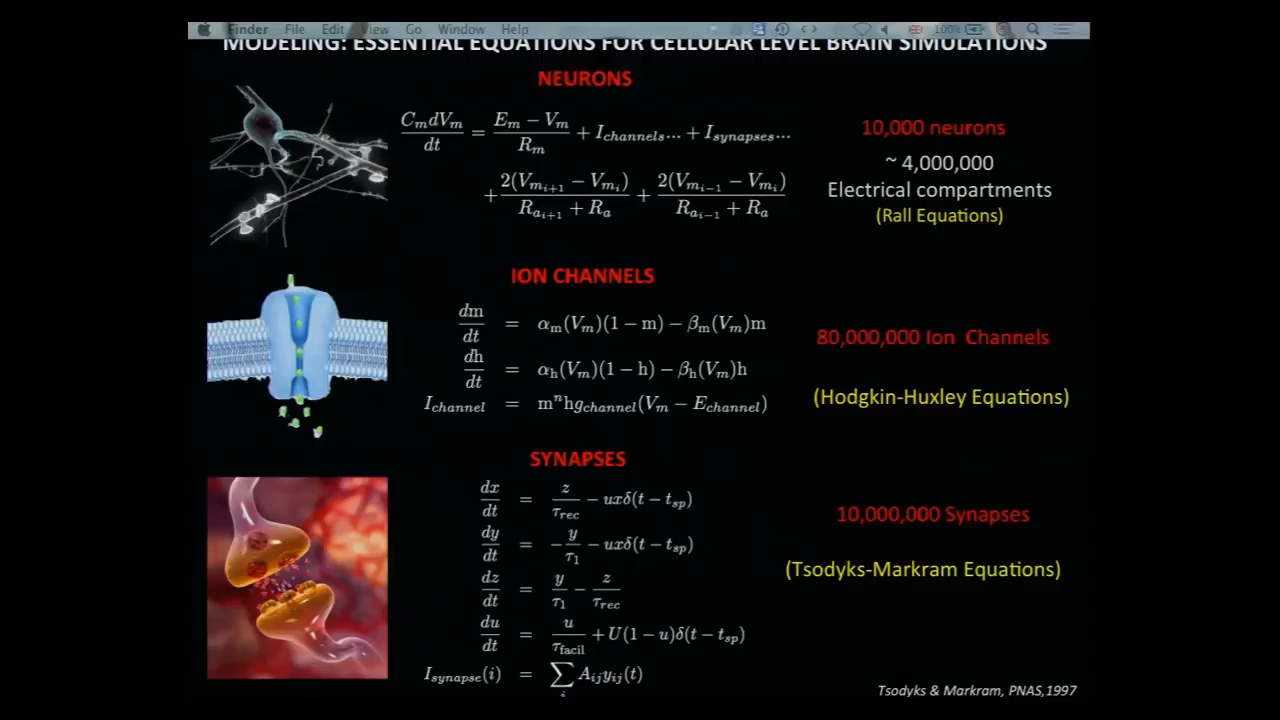 Finder File Edit View Go Window Help 100%
MODELING: ESSENTIAL EQUATIONS FOR CELLULAR LEVEL BRAIN SIMULATIONS
NEURONS
C_m dV_m / dt = (E_m − V_m) / R_m + I_channels... + I_synapses...
+ 2(V_{m_{i+1}} − V_{m_i}) / (R_{a_{i+1}} + R_a) + 2(V_{m_{i−1}} − V_{m_i}) / (R_{a_{i−1}} + R_a)
10,000 neurons
~ 4,000,000
Electrical compartments
(Rall Equations)
ION CHANNELS
dm/dt = α_m(V_m)(1 − m) − β_m(V_m)m
dh/dt = α_h(V_m)(1 − h) − β_h(V_m)h
I_channel = m^n h g_channel(V_m − E_channel)
80,000,000 Ion Channels
(Hodgkin-Huxley Equations)
SYNAPSES
dx/dt = z/τ_rec − uxδ(t − t_sp)
dy/dt = −y/τ_1 − uxδ(t − t_sp)
dz/dt = y/τ_1 − z/τ_rec
du/dt = u/τ_facil + U(1 − u)δ(t − t_sp)
I_synapse(i) = ∑_i A_ij y_ij(t)
10,000,000 Synapses
(Tsodyks-Markram Equations)
Tsodyks & Markram, PNAS,1997